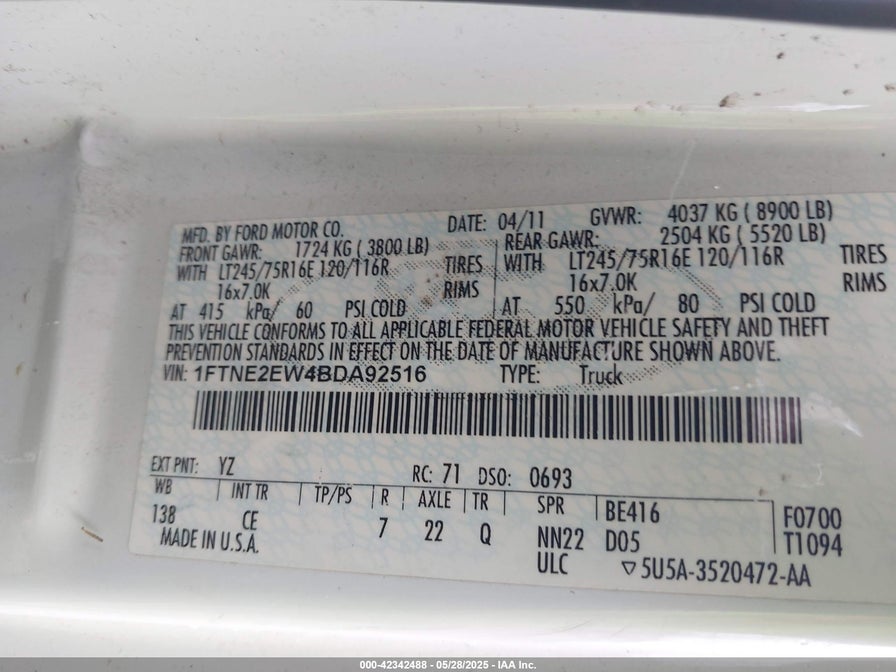 MFD. BY FORD MOTOR CO. DATE: 04/11 GVWR: 4037 KG ( 8900 LB)
FRONT GAWR: 1724 KG ( 3800 LB) REAR GAWR: 2504 KG ( 5520 LB)
WITH LT245/75R16E 120/116R TIRES WITH LT245/75R16E 120/116R TIRES
16x7.0K RIMS 16x7.0K RIMS
AT 415 kPa/ 60 PSI COLD AT 550 kPa/ 80 PSI COLD
THIS VEHICLE CONFORMS TO ALL APPLICABLE FEDERAL MOTOR VEHICLE SAFETY AND THEFT
PREVENTION STANDARDS IN EFFECT ON THE DATE OF MANUFACTURE SHOWN ABOVE.
VIN: 1FTNE2EW4BDA92516 TYPE: Truck
EXT PNT: YZ RC: 71 DSO: 0693
WB INT TR TP/PS R AXLE TR SPR BE416 F0700
138 CE 7 22 Q NN22 D05 T1094
MADE IN U.S.A. ULC ▽5U5A-3520472-AA
000-42342488 - 05/28/2025 - IAA Inc.